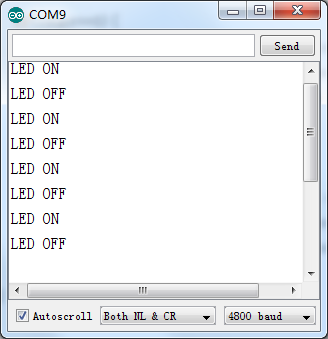 COM9
Send
LED ON
LED OFF
LED ON
LED OFF
LED ON
LED OFF
LED ON
LED OFF
Autoscroll Both NL & CR 4800 baud